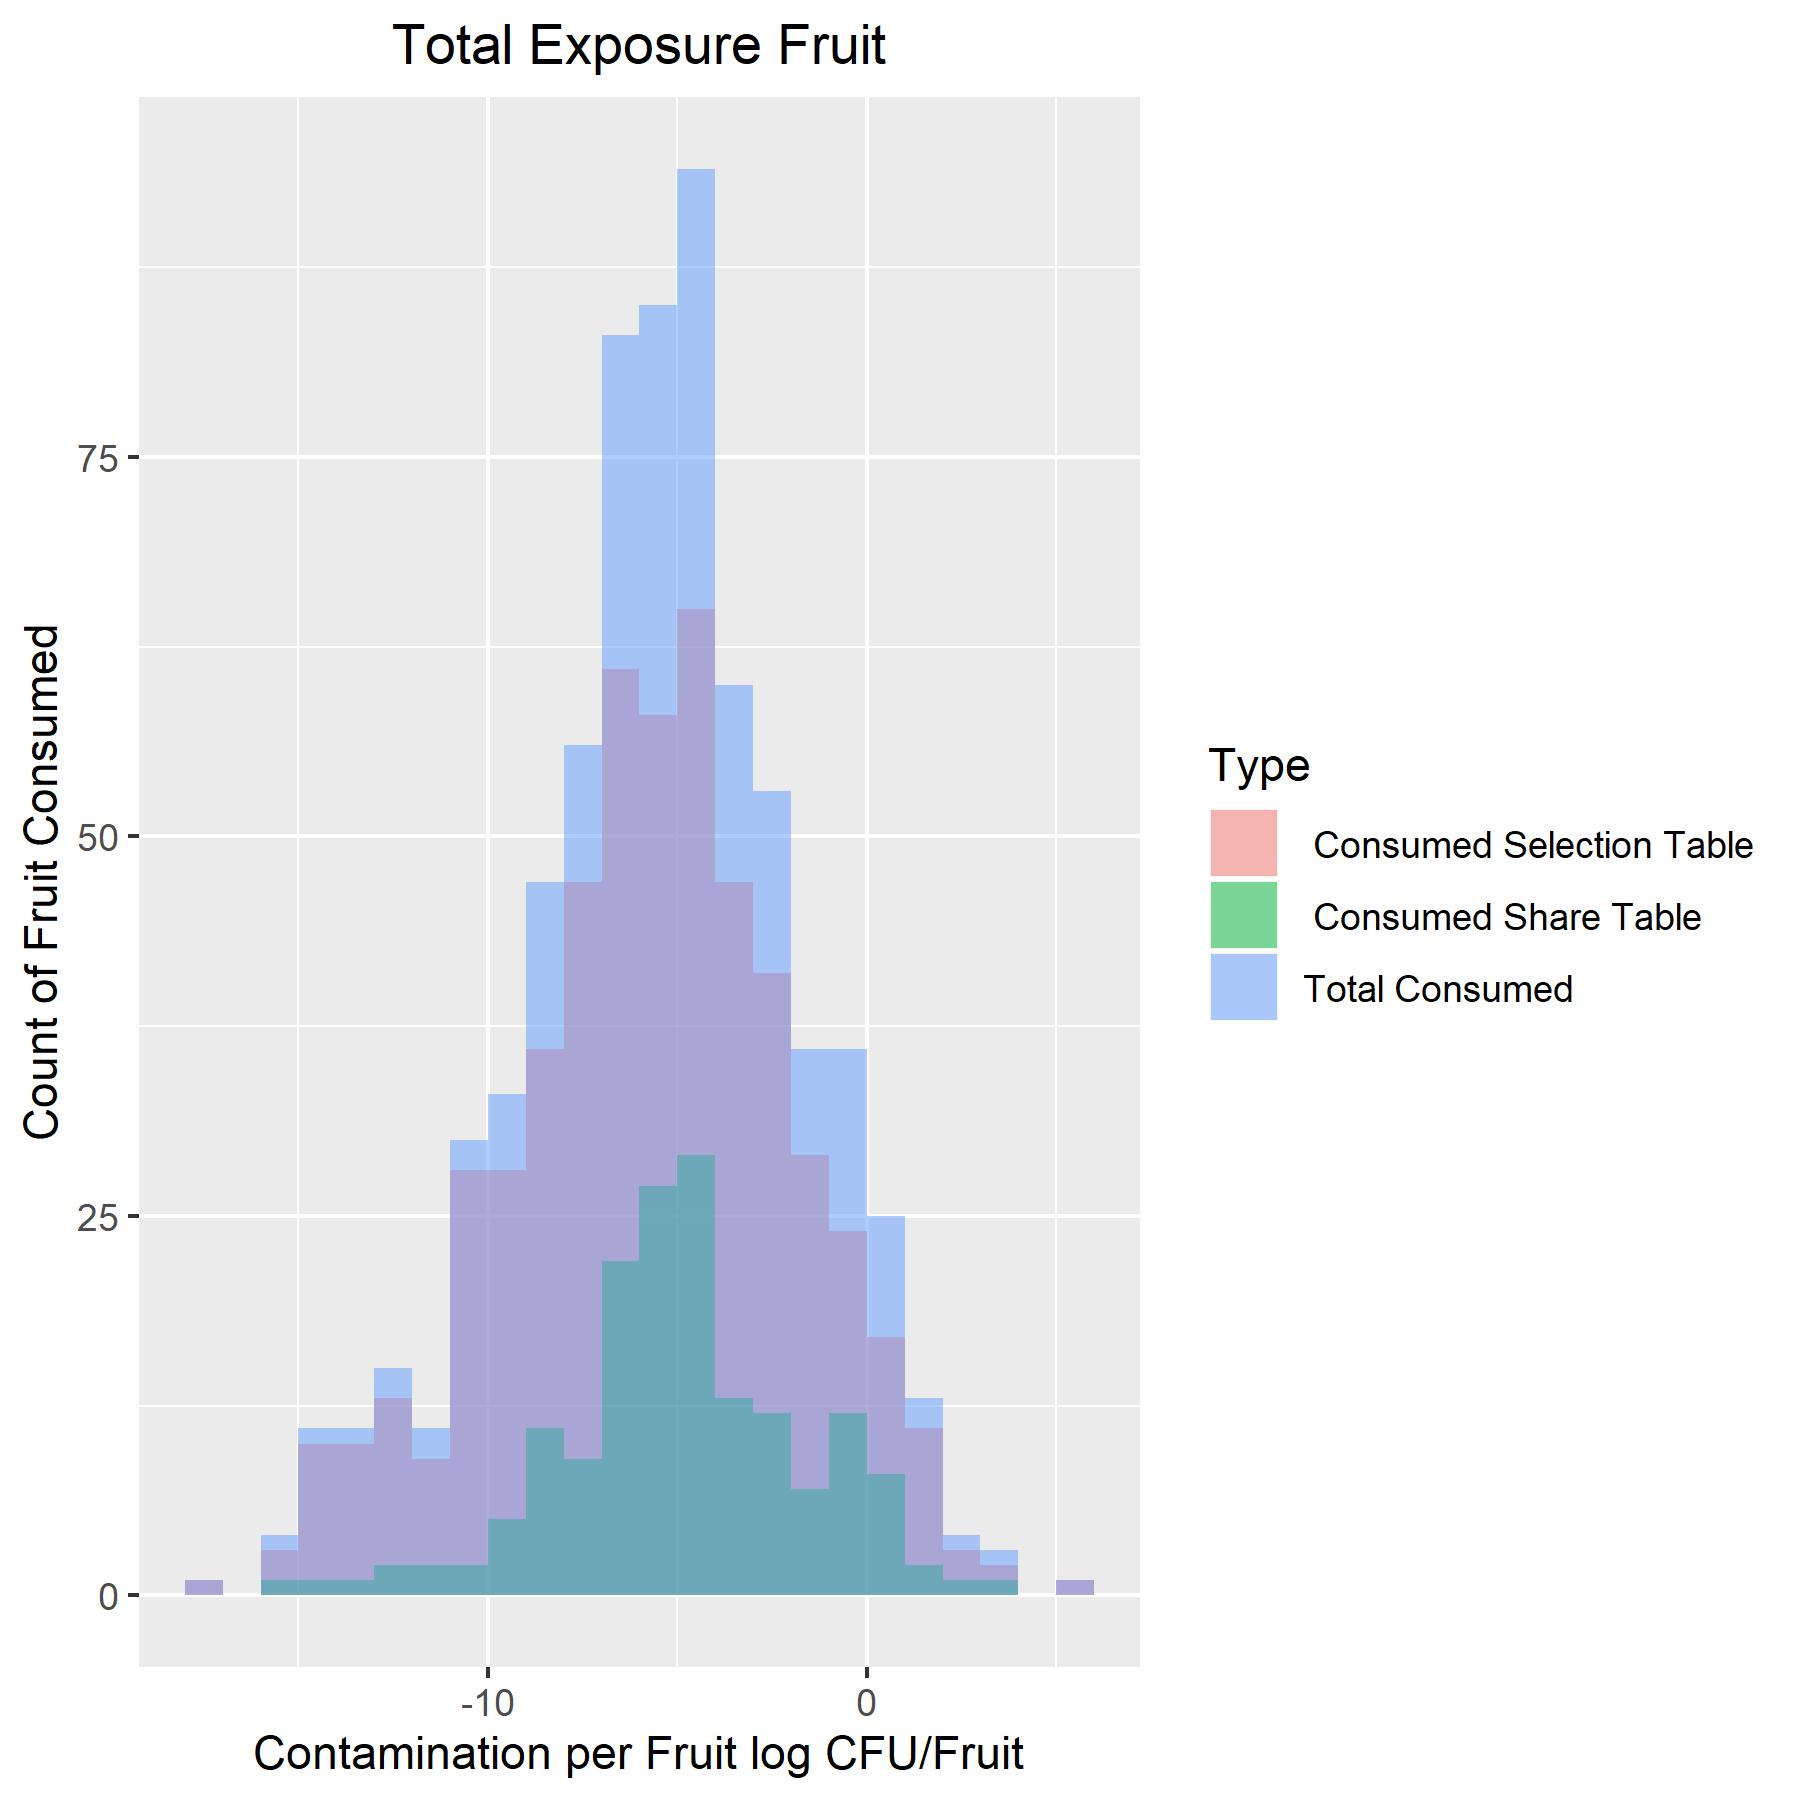 Total Exposure Fruit
Count of Fruit Consumed
75
50
25
0
-10
0
Contamination per Fruit log CFU/Fruit
Type
Consumed Selection Table
Consumed Share Table
Total Consumed